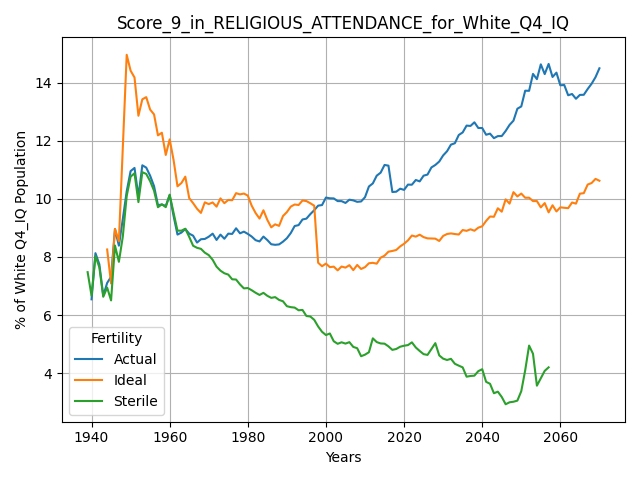 Score_9_in_RELIGIOUS_ATTENDANCE_for_White_Q4_IQ
% of White Q4_IQ Population
14
12
10
8
6
4
Fertility
Actual
Ideal
Sterile
1940
1960
1980
2000
2020
2040
2060
Years